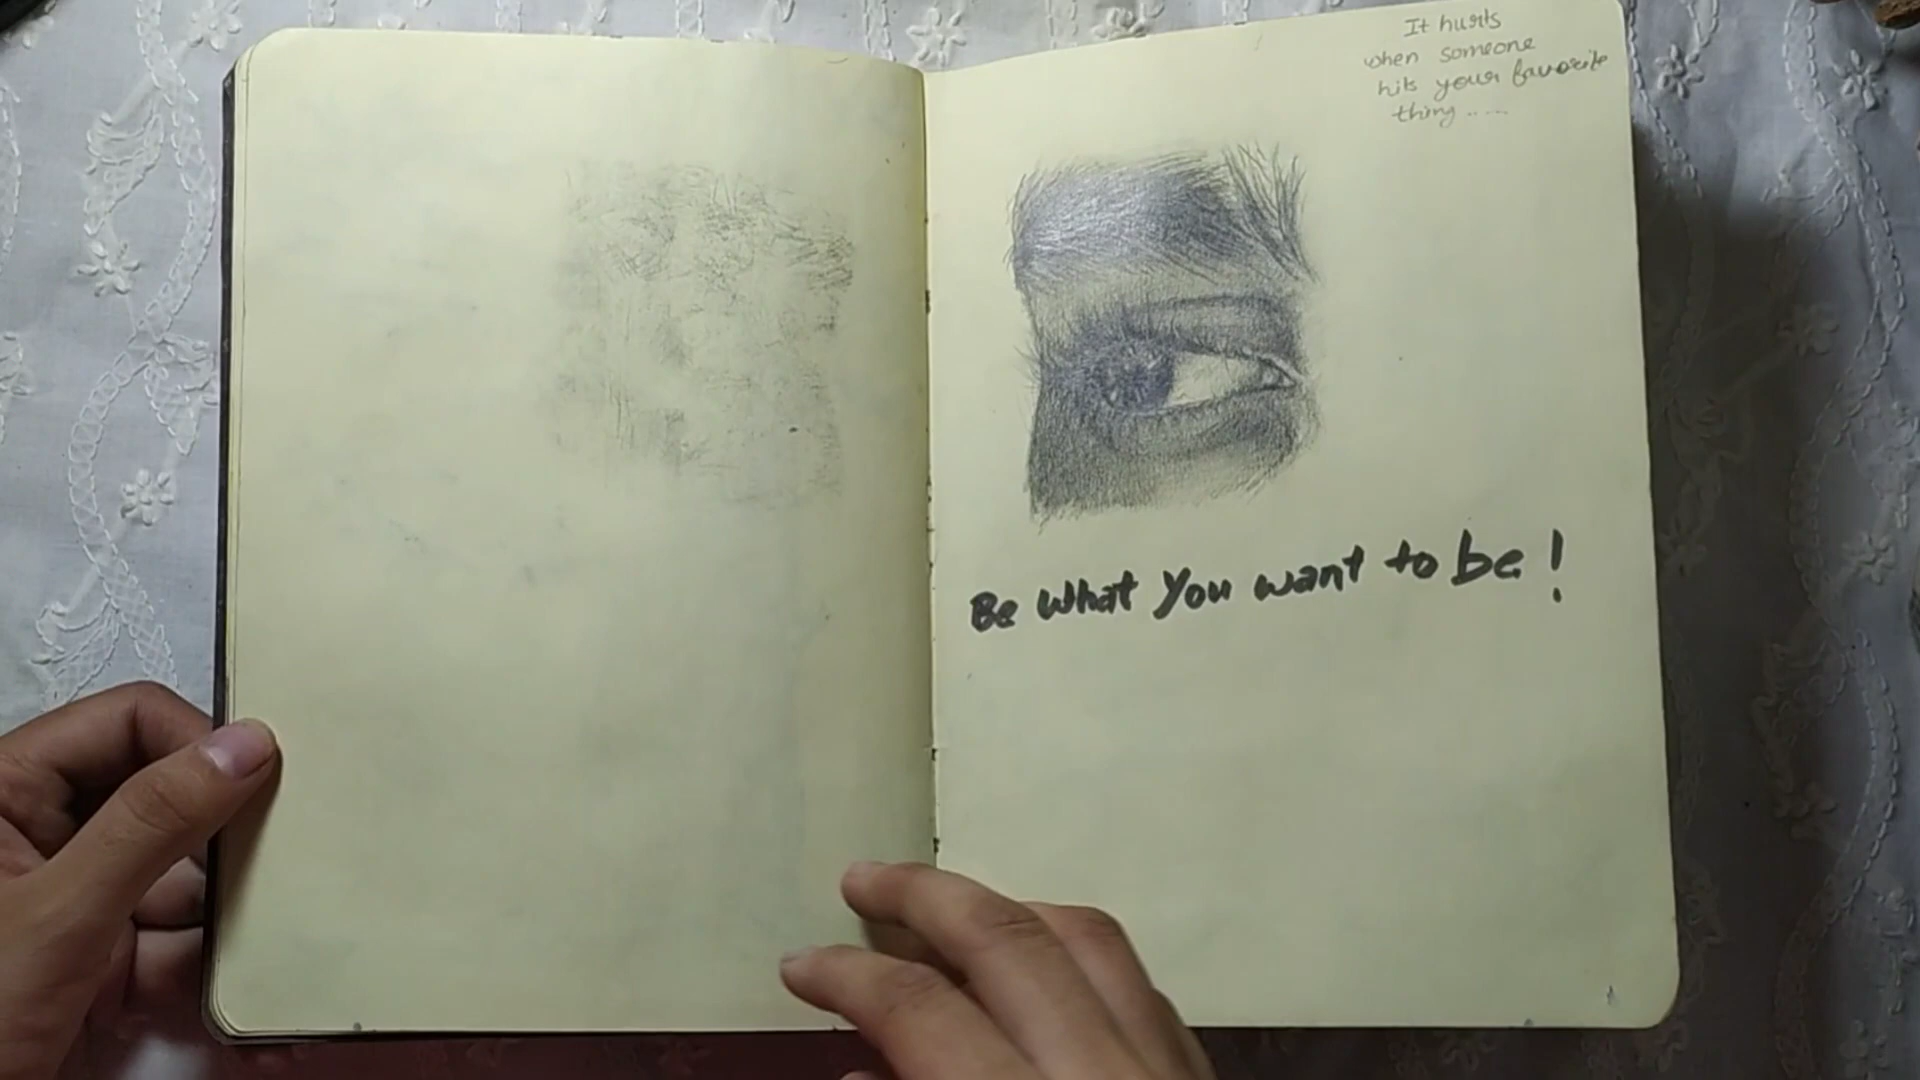 It hurts
when someone
hits your favorite
thing .....
Be What You want to be !